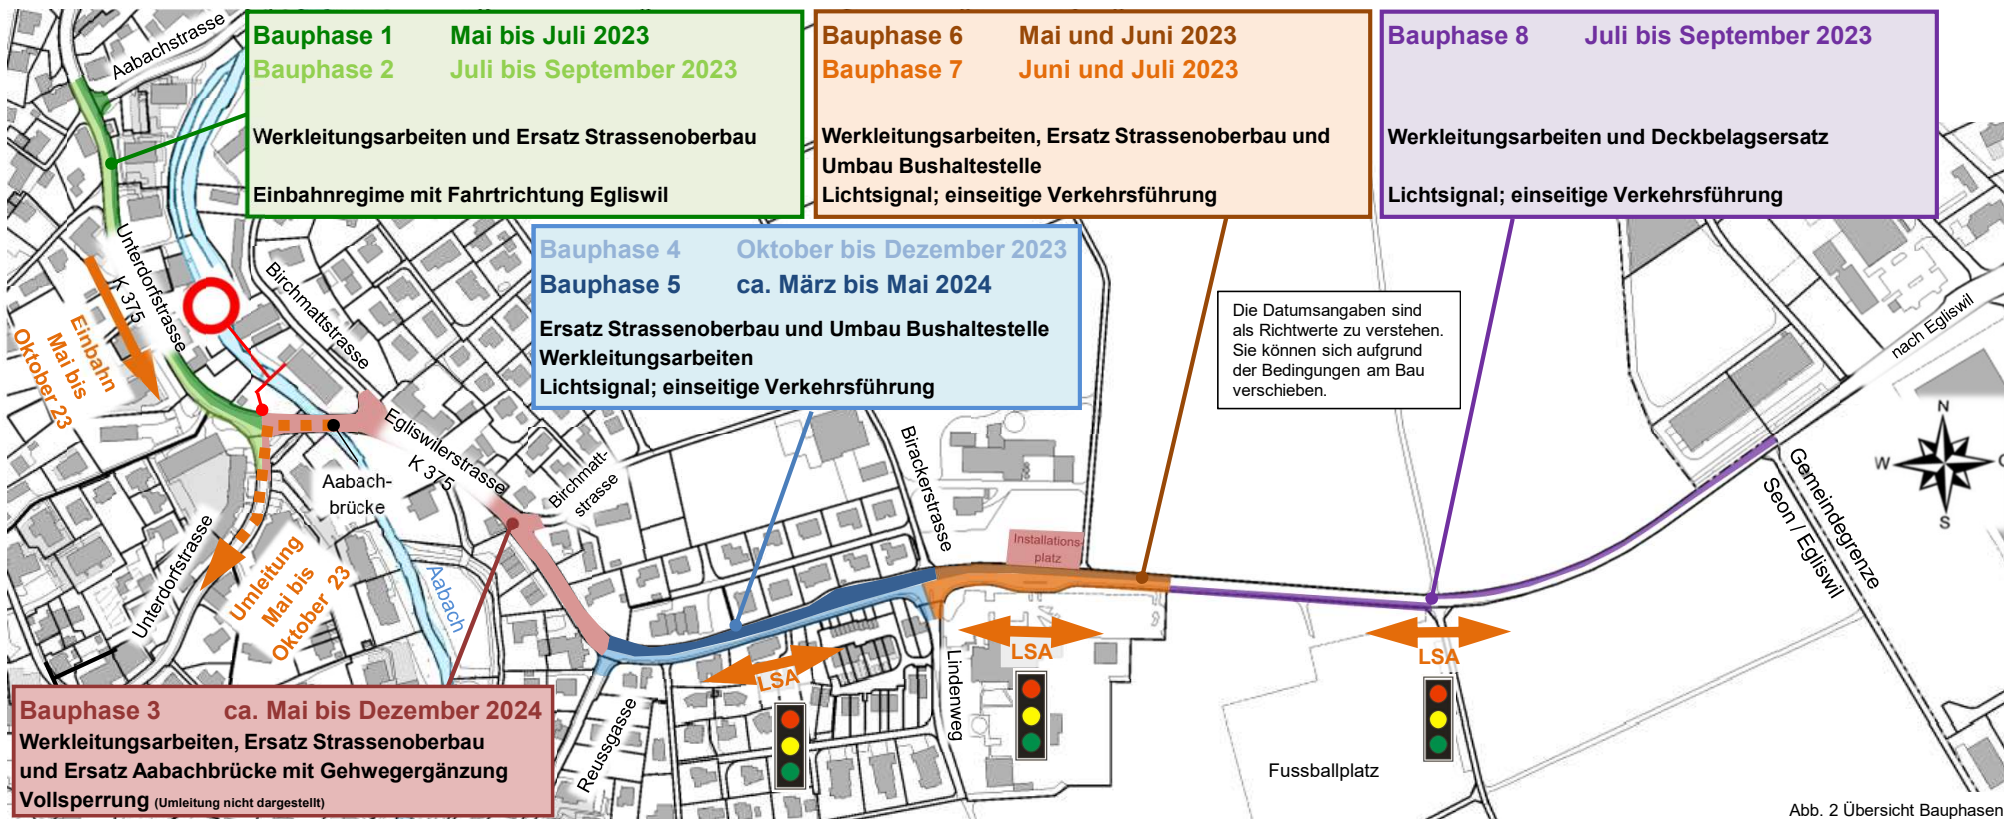 Bauphase 1 Mai bis Juli 2023
Bauphase 2 Juli bis September 2023
Werkleitungsarbeiten und Ersatz Strassenoberbau
Einbahnregime mit Fahrtrichtung Egliswil
Bauphase 6 Mai und Juni 2023
Bauphase 7 Juni und Juli 2023
Werkleitungsarbeiten, Ersatz Strassenoberbau und
Umbau Bushaltestelle
Lichtsignal; einseitige Verkehrsführung
Bauphase 8 Juli bis September 2023
Werkleitungsarbeiten und Deckbelagsersatz
Lichtsignal; einseitige Verkehrsführung
Bauphase 4 Oktober bis Dezember 2023
Bauphase 5 ca. März bis Mai 2024
Ersatz Strassenoberbau und Umbau Bushaltestelle
Werkleitungsarbeiten
Lichtsignal; einseitige Verkehrsführung
Die Datumsangaben sind
als Richtwerte zu verstehen.
Sie können sich aufgrund
der Bedingungen am Bau
verschieben.
Aabachstrasse
Unterdorfstrasse
K 375
Birchmattstrasse
Einbahn
Mai bis
Oktober 23
Egliswilerstrasse
K 375
Birchmatt-
strasse
Aabach-
brücke
Unterdorfstrasse
Umleitung
Mai bis
Oktober 23
Aabach
Birackerstrasse
Installations-
platz
nach Egliswil
N
W
O
S
Gemeindegrenze
Seon / Egliswil
LSA
LSA
LSA
Reussgasse
Lindenweg
Fussballplatz
Bauphase 3 ca. Mai bis Dezember 2024
Werkleitungsarbeiten, Ersatz Strassenoberbau
und Ersatz Aabachbrücke mit Gehwegergänzung
Vollsperrung (Umleitung nicht dargestellt)
Abb. 2 Übersicht Bauphasen